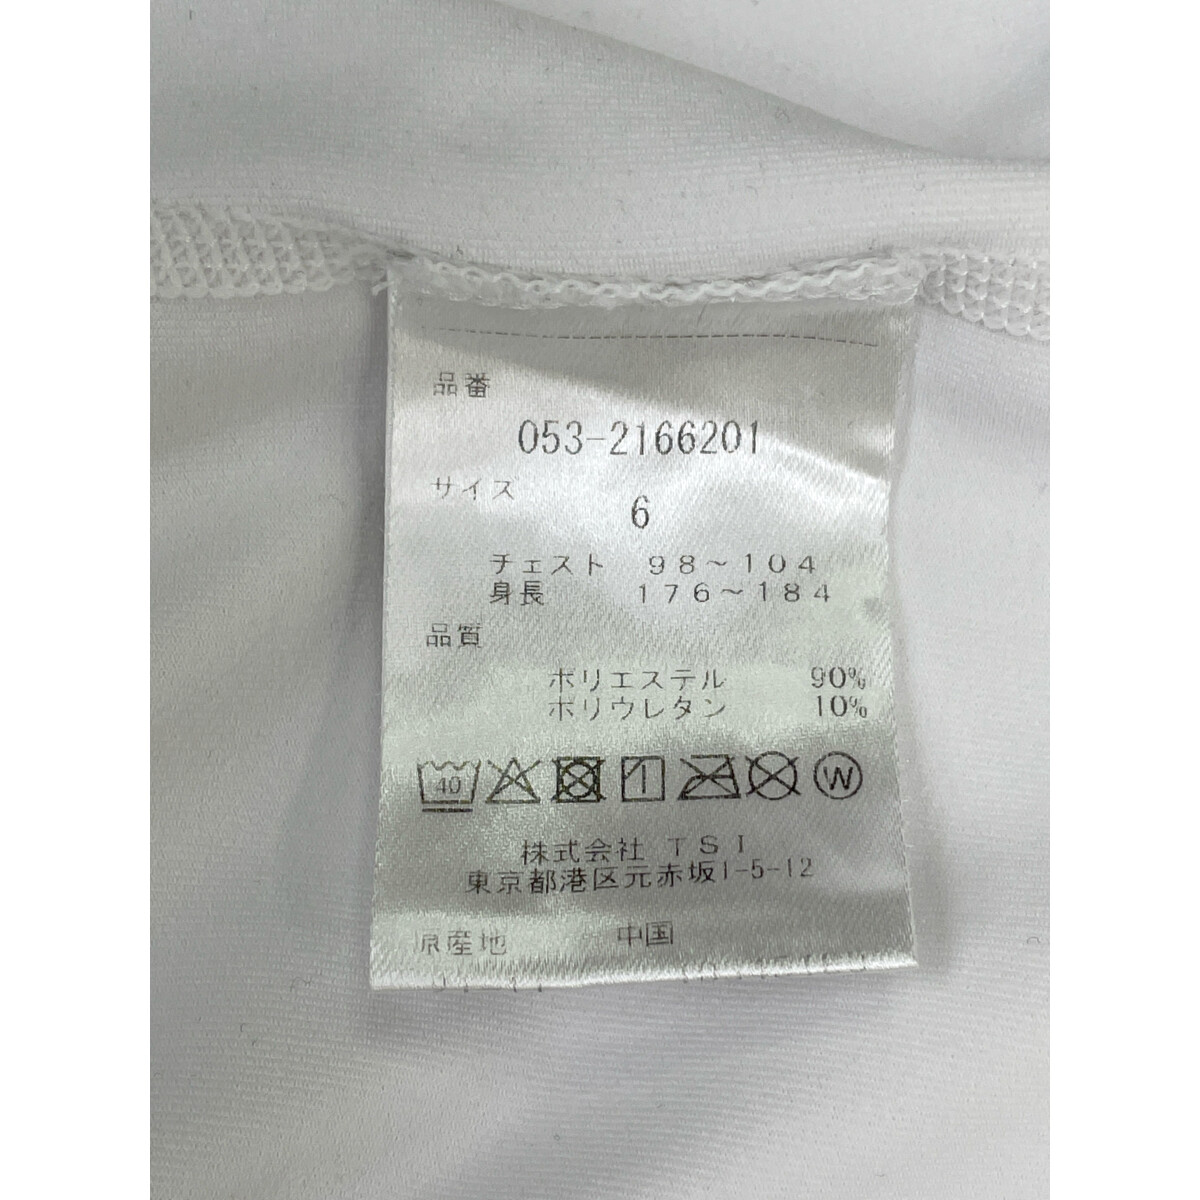 品番
053-2166201
サイズ
6
チェスト 98～104
身長 176～184
品質
ポリエステル 90%
ポリウレタン 10%
40 W
株式会社 TSI
東京都港区元赤坂1-5-12
原産地 中国